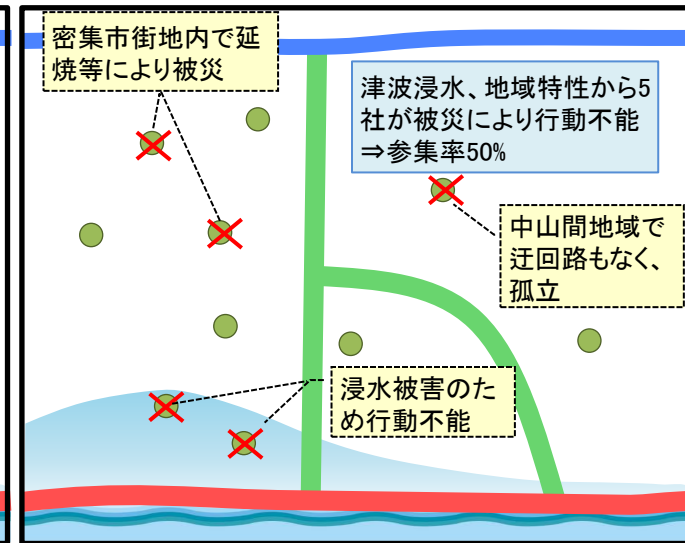 密集市街地内で延
焼等により被災
津波浸水、地域特性から5
社が被災により行動不能
⇒参集率50%
中山間地域で
迂回路もなく、
孤立
浸水被害のた
め行動不能